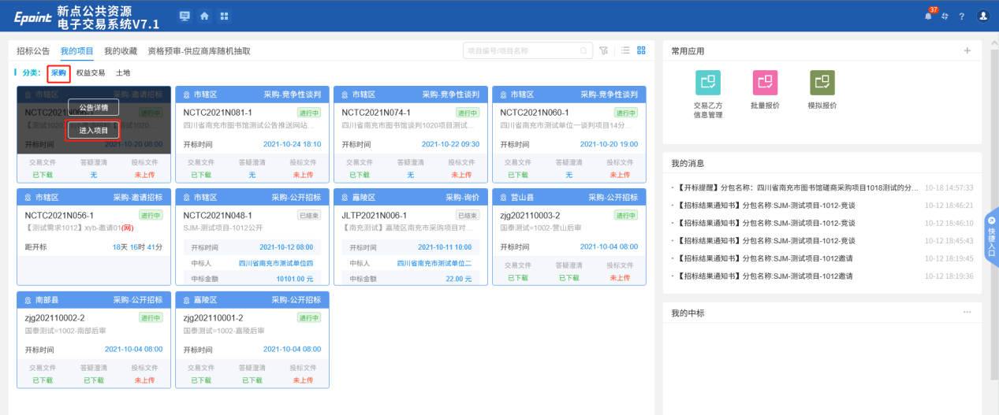 Epoint 新点公共资源
电子交易系统V7.1
37
?
招标公告 我的项目 我的收藏 资格预审-供应商库随机抽取
项目编号/项目名称
分类: 采购 权益交易 土地
市辖区 采购-邀请招标
公告详情
进入项目
开标时间 2021-10-20 08:00
交易文件 答疑澄清 投标文件
已下载 无 未上传
市辖区 采购-竞争性谈判
NCTC2021N081-1 进行中
四川省南充市图书馆测试公告推送网站...
开标时间 2021-10-24 18:10
交易文件 答疑澄清 投标文件
已下载 无 未上传
市辖区 采购-竞争性谈判
NCTC2021N074-1 进行中
四川省南充市图书馆谈判1020项目测试...
开标时间 2021-10-22 09:30
交易文件 答疑澄清 投标文件
已下载 无 未上传
市辖区 采购-竞争性谈判
NCTC2021N060-1 进行中
四川省南充市测试单位一谈判项目14分...
开标时间 2021-10-20 19:00
交易文件 答疑澄清 投标文件
已下载 无 未上传
市辖区 采购-邀请招标
NCTC2021N056-1 进行中
【测试需求1012】xyb-邀请01(网)
距开标 18天 16时 41分
市辖区 采购-公开招标
NCTC2021N048-1 已结束
SJM-测试项目-1012公开
开标时间 2021-10-12 08:00
中标人 四川省南充市测试单位四
中标金额 10101.00 元
嘉陵区 采购-询价
JLTP2021N006-1 已结束
【南充测试】嘉陵区南充市采购项目对...
开标时间 2021-10-11 10:00
中标人 四川省南充市测试单位二
中标金额 22.00 元
营山县 采购-公开招标
zjg202110003-2 进行中
国泰测试=1002-营山后审
开标时间 2021-10-04 08:00
交易文件 答疑澄清 投标文件
已下载 已下载 未上传
南部县 采购-公开招标
zjg202110002-2 进行中
国泰测试=1002-南部后审
开标时间 2021-10-04 08:00
交易文件 答疑澄清 投标文件
已下载 已下载 未上传
嘉陵区 采购-公开招标
zjg202110001-2 进行中
国泰测试=1002-嘉陵后审
开标时间 2021-10-04 08:00
交易文件 答疑澄清 投标文件
已下载 已下载 未上传
常用应用
交易乙方
信息管理
批量报价
模拟报价
我的消息
【开标提醒】分包名称：四川省南充市图书馆磋商采购项目1018测试的分... 10-18 14:57:33
【招标结果通知书】分包名称:SJM-测试项目-1012-竞谈 10-12 18:46:21
【招标结果通知书】分包名称:SJM-测试项目-1012-竞谈 10-12 18:46:10
【招标结果通知书】分包名称:SJM-测试项目-1012-竞谈 10-12 18:45:43
【招标结果通知书】分包名称:SJM-测试项目-1012邀请 10-12 18:19:45
【招标结果通知书】分包名称:SJM-测试项目-1012邀请 10-12 18:19:36
我的中标
快捷入口